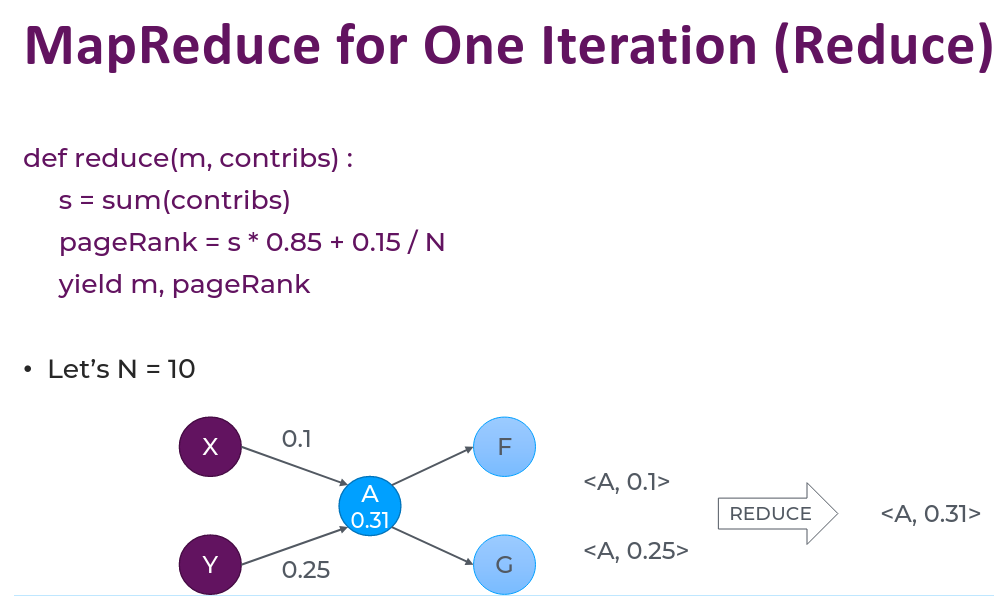 MapReduce for One Iteration (Reduce)
def reduce(m, contribs) :
s = sum(contribs)
pageRank = s * 0.85 + 0.15 / N
yield m, pageRank
• Let’s N = 10
X
0.1
F
A
0.31
<A, 0.1>
REDUCE
<A, 0.31>
<A, 0.25>
Y
0.25
G